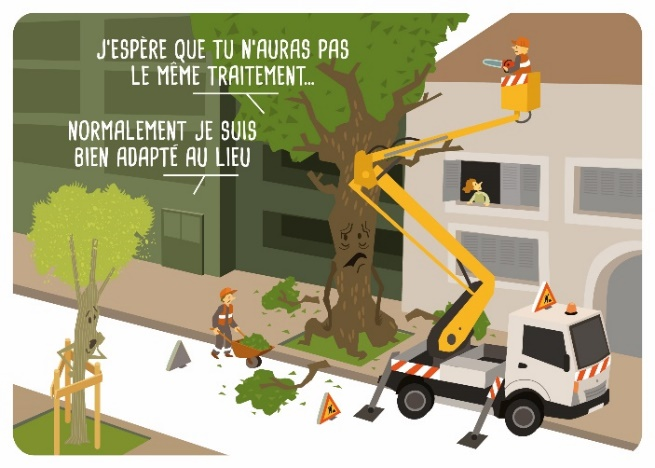 J'ESPÈRE QUE TU N'AURAS PAS
LE MÊME TRAITEMENT...
NORMALEMENT JE SUIS
BIEN ADAPTÉ AU LIEU